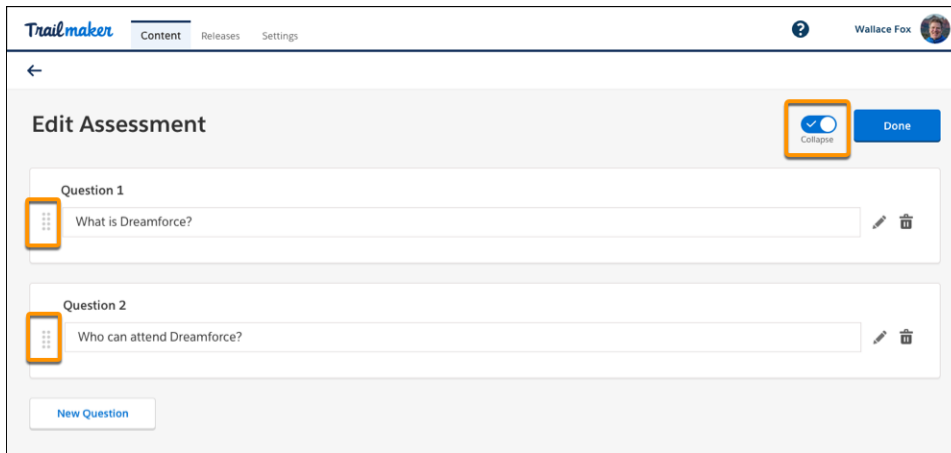 Trailmaker Content Releases Settings Wallace Fox
Edit Assessment
Collapse
Done
Question 1
What is Dreamforce?
Question 2
Who can attend Dreamforce?
New Question